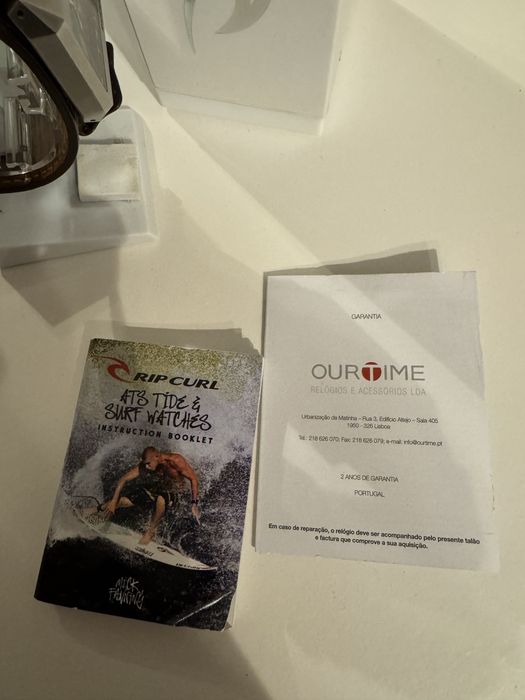 RIP CURL
ATS TIDE &
SURF WATCHES
INSTRUCTION BOOKLET
MICK
FANNING
GARANTIA
OURTIME
RELÓGIOS E ACESSÓRIOS LDA
Urbanização da Matinha – Rua 3, Edifício Altejo – Sala 405
1950 - 326 Lisboa
Tel.: 218 626 070; Fax: 218 626 079; e-mail: info@ourtime.pt
2 ANOS DE GARANTIA
PORTUGAL
Em caso de reparação, o relógio deve ser acompanhado pelo presente talão
e factura que comprove a sua aquisição.